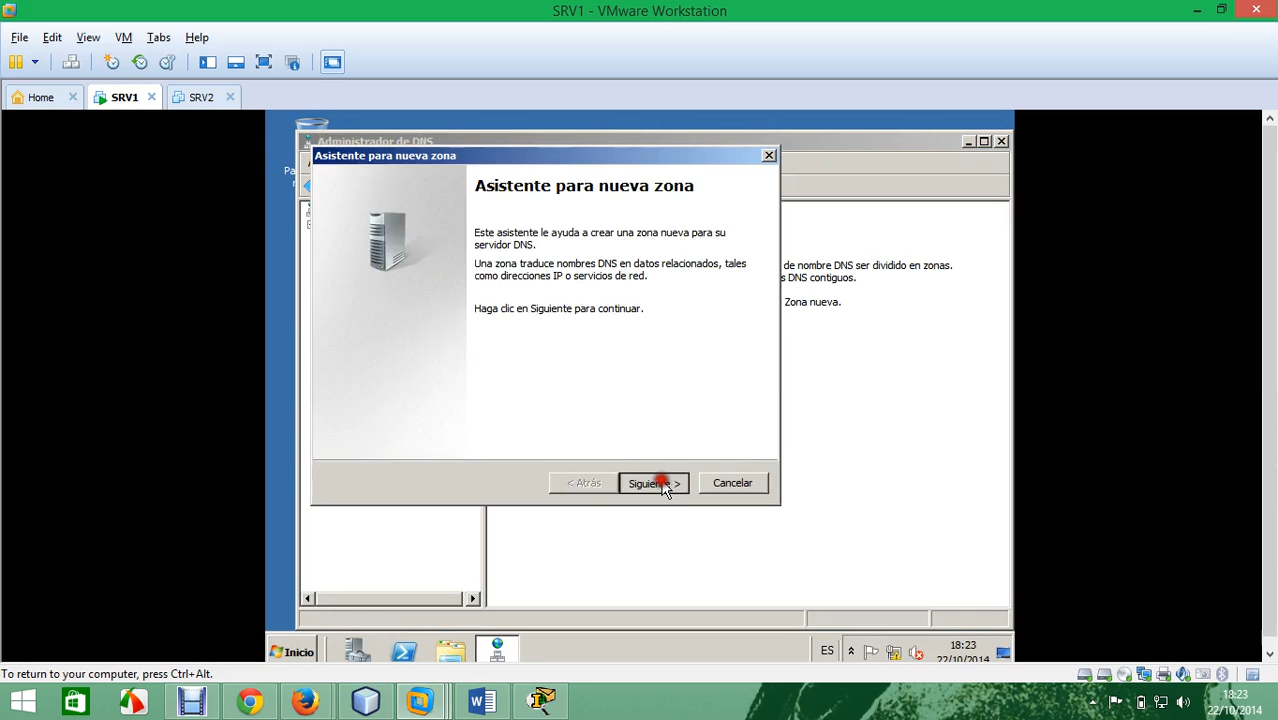 SRV1 - VMware Workstation
File Edit View VM Tabs Help
Home SRV1 SRV2
Administrador de DNS
Asistente para nueva zona
Asistente para nueva zona
Este asistente le ayuda a crear una zona nueva para su
servidor DNS.
Una zona traduce nombres DNS en datos relacionados, tales
como direcciones IP o servicios de red.
Haga clic en Siguiente para continuar.
de nombre DNS ser dividido en zonas.
s DNS contiguos.
Zona nueva.
< Atrás Siguiente > Cancelar
Inicio ES 18:23
22/10/2014
To return to your computer, press Ctrl+Alt.
18:23
22/10/2014